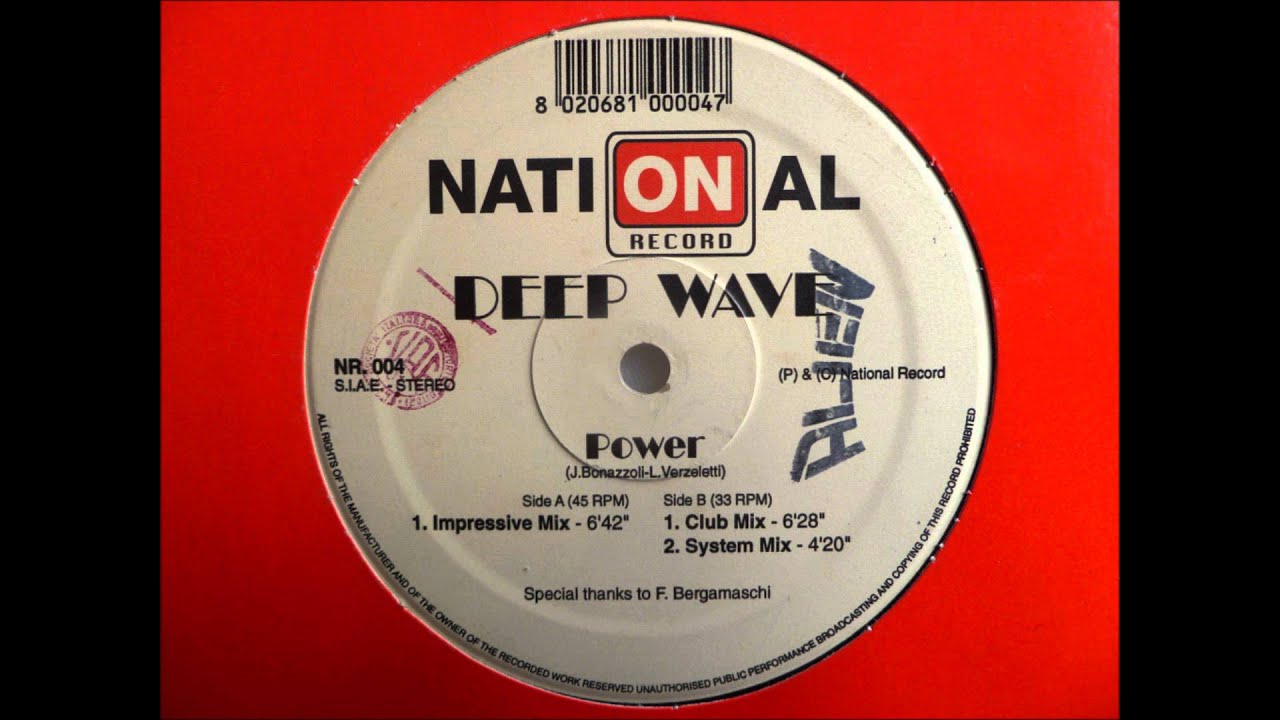 8 020681 000047
NATIONAL
RECORD
DEEP WAVE
ALIEN
NR. 004
S.I.A.E. - STEREO
(P) & (C) National Record
Power
(J.Bonazzoli-L.Verzeletti)
Side A (45 RPM)
1. Impressive Mix - 6'42"
Side B (33 RPM)
1. Club Mix - 6'28"
2. System Mix - 4'20"
Special thanks to F. Bergamaschi
ALL RIGHTS OF THE MANUFACTURER AND OF THE OWNER OF THE RECORDED WORK RESERVED UNAUTHORISED PUBLIC PERFORMANCE BROADCASTING AND COPYING OF THIS RECORD PROHIBITED